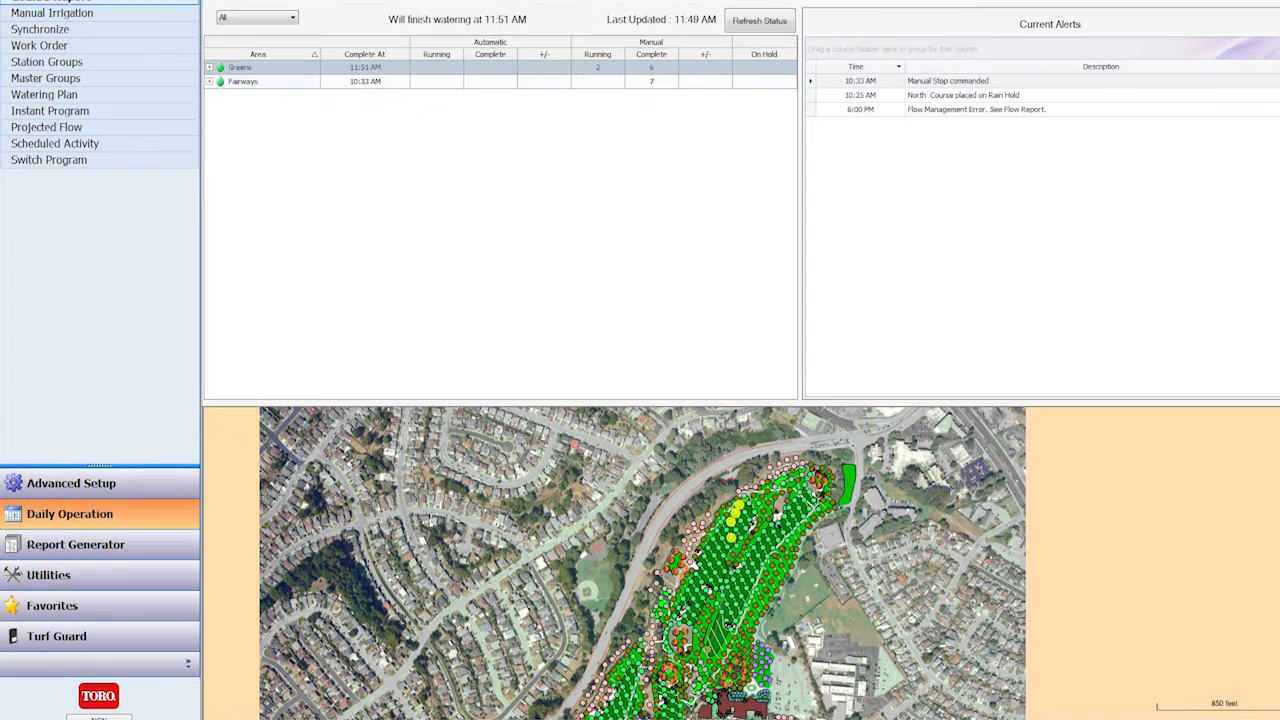 Manual Irrigation
Synchronize
Work Order
Station Groups
Master Groups
Watering Plan
Instant Program
Projected Flow
Scheduled Activity
Switch Program
Advanced Setup
Daily Operation
Report Generator
Utilities
Favorites
Turf Guard
TORO.
All
Will finish watering at 11:51 AM
Last Updated : 11:49 AM
Refresh Status
Automatic
Manual
Area
Complete At
Running
Complete
+/-
Running
Complete
+/-
On Hold
Greens 11:51 AM 2 6
Fairways 10:33 AM 7
Current Alerts
Drag a column header here to group by that column
Time
Description
10:33 AM Manual Stop commanded
10:25 AM North Course placed on Rain Hold
6:00 PM Flow Management Error. See Flow Report.
850 feet